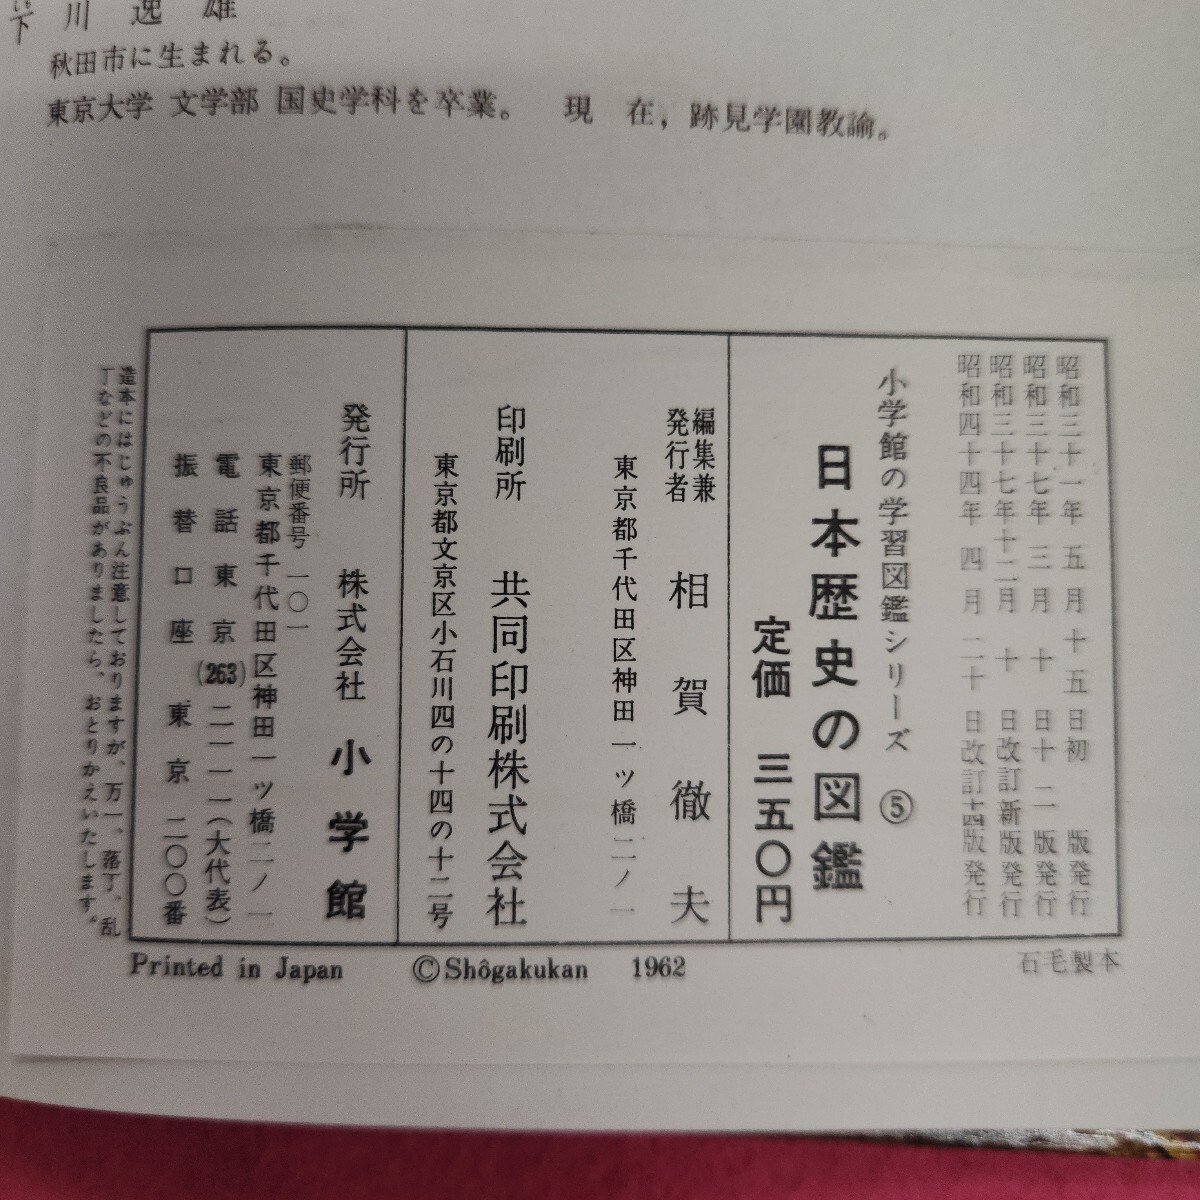 下川逸雄
秋田市に生まれる。
東京大学 文学部 国史学科を卒業。 現 在，跡見学園教諭。
昭和三十一年 五 月 十 五 日 初 版発行
昭和三十七年 三 月 十 日 十 二 版発行
昭和三十七年十二月 十 日 改訂新版発行
昭和四十四年 四 月 二十 日 改訂十四版発行
小学館の学習図鑑シリーズ ⑤
日本歴史の図鑑
定価 三五〇円
編集兼
発行者 相賀徹夫
東京都千代田区神田一ツ橋二ノ一
印刷所 共同印刷株式会社
東京都文京区小石川四の十四の十二号
発行所 株式会社 小学館
郵便番号 一〇一
東京都千代田区神田一ツ橋二ノ一
電話東京(263)二一一一(大代表)
振替口座東京二〇〇番
造本にはじゅうぶん注意しておりますが、万一、落丁、乱
丁などの不良品がありましたら、おとりかえいたします。
Printed in Japan ©Shôgakukan 1962
石毛製本